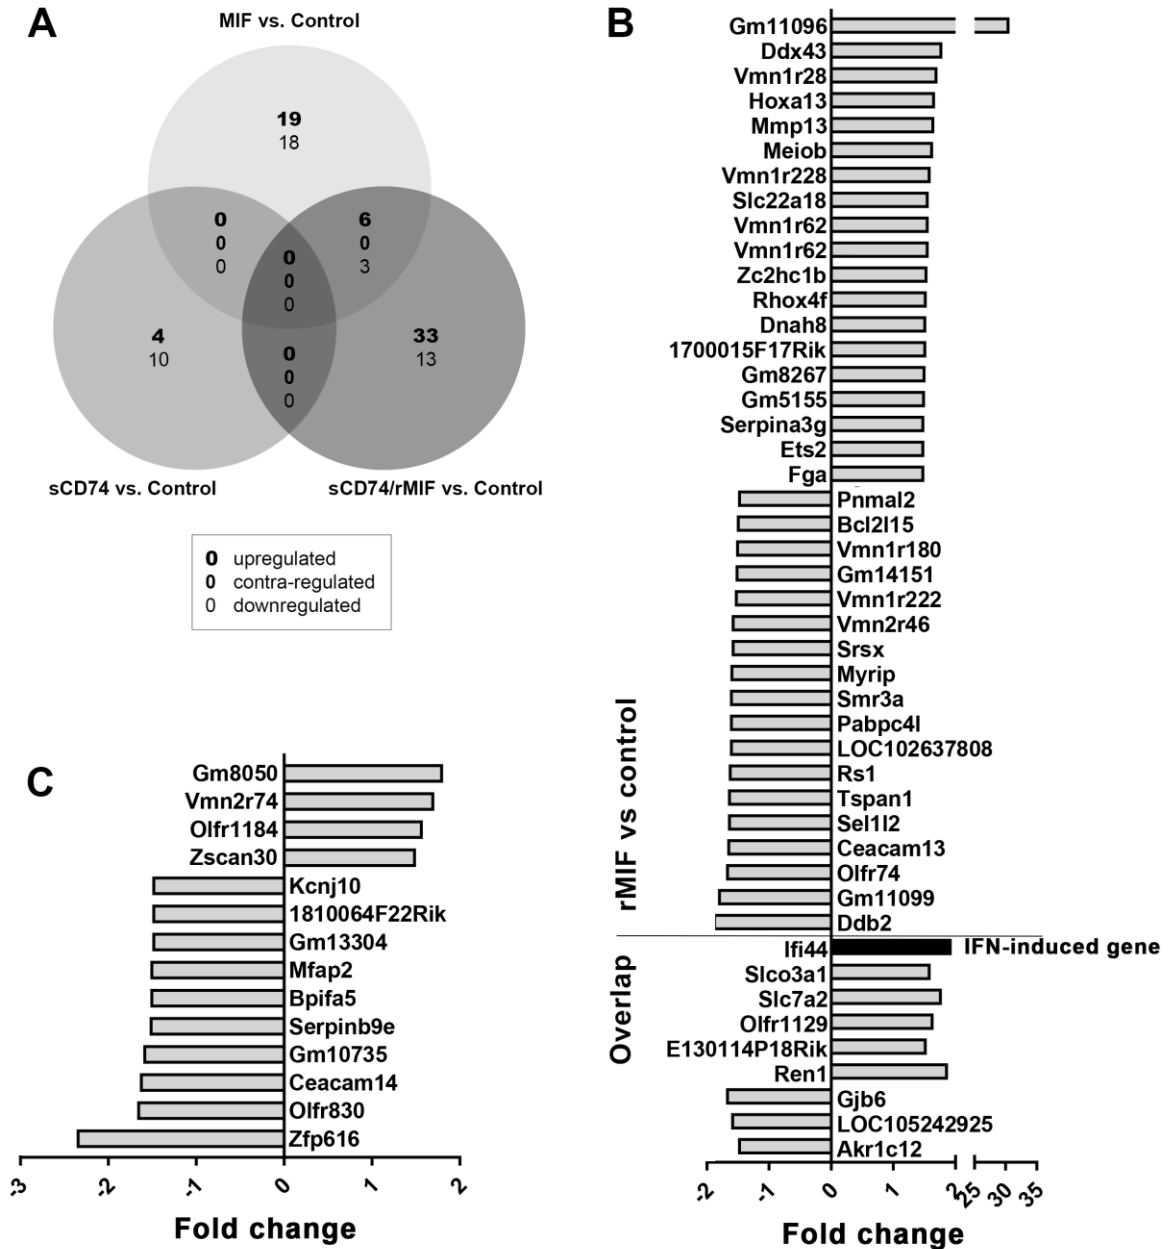 A
MIF vs. Control
19
18
0
0
0
6
0
3
0
0
0
4
10
0
0
0
33
13
sCD74 vs. Control
sCD74/rMIF vs. Control
0 upregulated
0 contra-regulated
0 downregulated
B
Gm11096
Ddx43
Vmn1r28
Hoxa13
Mmp13
Meiob
Vmn1r228
Slc22a18
Vmn1r62
Vmn1r62
Zc2hc1b
Rhox4f
Dnah8
1700015F17Rik
Gm8267
Gm5155
Serpina3g
Ets2
Fga
Pnmal2
Bcl2l15
Vmn1r180
Gm14151
Vmn1r222
Vmn2r46
Srsx
Myrip
Smr3a
Pabpc4l
LOC102637808
Rs1
Tspan1
Sel1l2
Ceacam13
Olfr74
Gm11099
Ddb2
rMIF vs control
Ifi44 IFN-induced gene
Slco3a1
Slc7a2
Olfr1129
E130114P18Rik
Ren1
Gjb6
LOC105242925
Akr1c12
Overlap
-2 -1 0 1 2 25 30 35
Fold change
C
Gm8050
Vmn2r74
Olfr1184
Zscan30
Kcnj10
1810064F22Rik
Gm13304
Mfap2
Bpifa5
Serpinb9e
Gm10735
Ceacam14
Olfr830
Zfp616
-3 -2 -1 0 1 2
Fold change